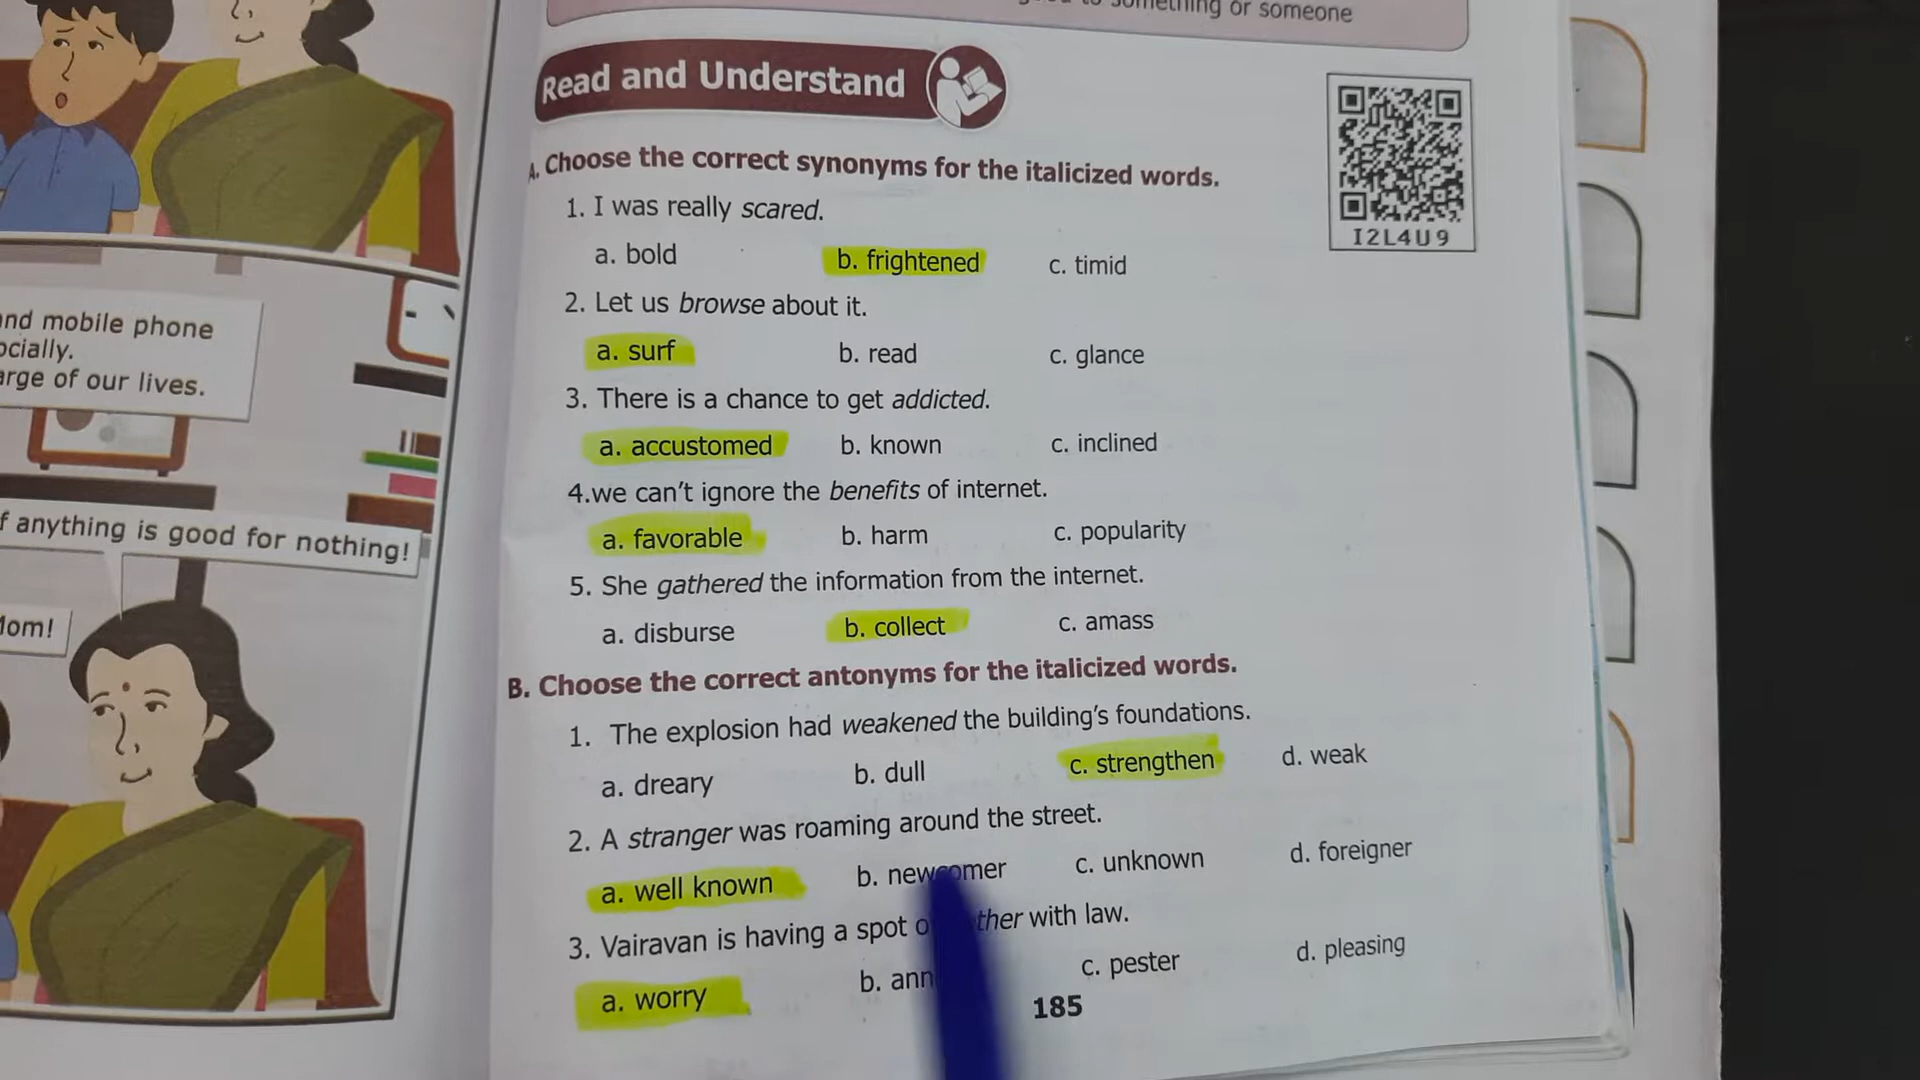 to something or someone
Read and Understand
I2L4U9
A. Choose the correct synonyms for the italicized words.
1. I was really scared.
a. bold b. frightened c. timid
2. Let us browse about it.
a. surf b. read c. glance
3. There is a chance to get addicted.
a. accustomed b. known c. inclined
4.we can't ignore the benefits of internet.
a. favorable b. harm c. popularity
5. She gathered the information from the internet.
a. disburse b. collect c. amass
B. Choose the correct antonyms for the italicized words.
1. The explosion had weakened the building's foundations.
a. dreary b. dull c. strengthen d. weak
2. A stranger was roaming around the street.
a. well known b. newcomer c. unknown d. foreigner
3. Vairavan is having a spot with law.
a. worry b. c. pester d. pleasing
185
and mobile phone
of our lives.
anything is good for nothing!